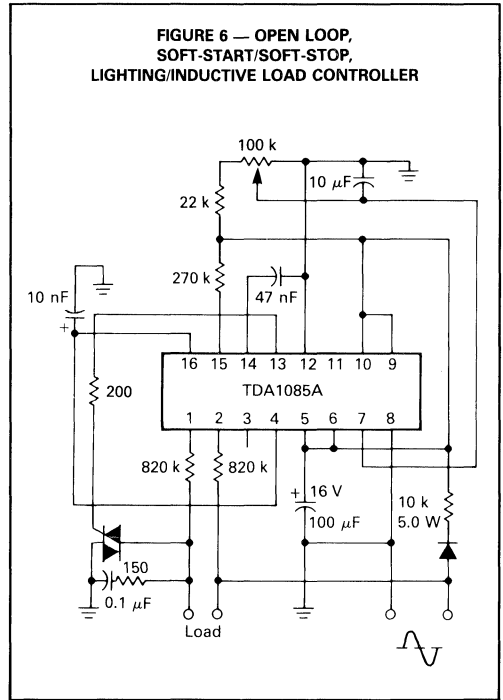 FIGURE 6 — OPEN LOOP,
SOFT-START/SOFT-STOP,
LIGHTING/INDUCTIVE LOAD CONTROLLER
100 k
10 μF
22 k
270 k
47 nF
10 nF
+
16 15 14 13 12 11 10 9
200
TDA1085A
1 2 3 4 5 6 7 8
820 k
820 k
+ 16 V
100 μF
10 k
5.0 W
150
0.1 μF
Load